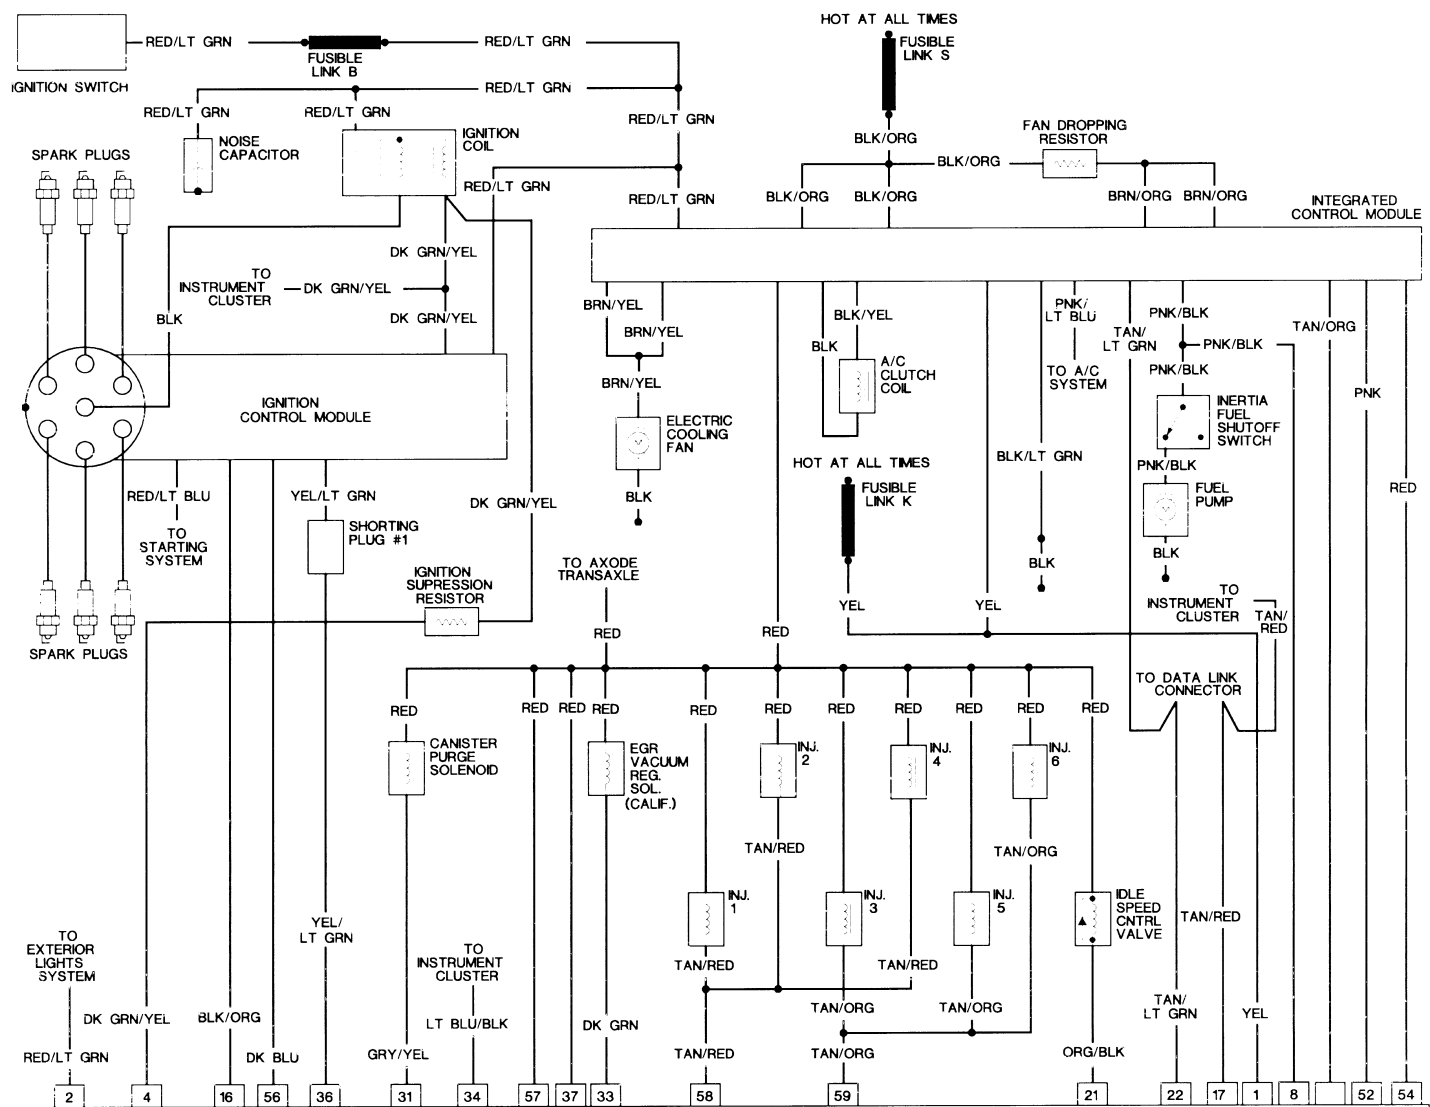 HOT AT ALL TIMES
RED/LT GRN
RED/LT GRN
FUSIBLE
LINK B
FUSIBLE
LINK S
IGNITION SWITCH
RED/LT GRN
RED/LT GRN
RED/LT GRN
RED/LT GRN
NOISE
CAPACITOR
IGNITION
COIL
BLK/ORG
FAN DROPPING
RESISTOR
SPARK PLUGS
BLK/ORG
RED/LT GRN
RED/LT GRN
BLK/ORG
BLK/ORG
BRN/ORG
BRN/ORG
INTEGRATED
CONTROL MODULE
DK GRN/YEL
TO
INSTRUMENT
CLUSTER
DK GRN/YEL
DK GRN/YEL
BLK
BRN/YEL
BRN/YEL
BLK/YEL
BLK
PNK/
LT BLU
TAN/
LT GRN
PNK/BLK
PNK/BLK
TAN/ORG
BRN/YEL
A/C
CLUTCH
COIL
TO A/C
SYSTEM
PNK/BLK
PNK
IGNITION
CONTROL MODULE
ELECTRIC
COOLING
FAN
INERTIA
FUEL
SHUTOFF
SWITCH
HOT AT ALL TIMES
BLK/LT GRN
PNK/BLK
RED/LT BLU
YEL/LT GRN
DK GRN/YEL
BLK
FUSIBLE
LINK K
FUEL
PUMP
RED
TO
STARTING
SYSTEM
SHORTING
PLUG #1
BLK
BLK
TO AXODE
TRANSAXLE
IGNITION
SUPRESSION
RESISTOR
YEL
YEL
TO
INSTRUMENT
CLUSTER
TAN/
RED
SPARK PLUGS
RED
RED
TO DATA LINK
CONNECTOR
RED
RED
RED
RED
RED
RED
RED
RED
RED
RED
RED
CANISTER
PURGE
SOLENOID
EGR
VACUUM
REG.
SOL.
(CALIF.)
INJ.
2
INJ.
4
INJ.
6
TAN/RED
TAN/ORG
INJ.
1
INJ.
3
INJ.
5
IDLE
SPEED
CNTRL
VALVE
TAN/RED
YEL/
LT GRN
TO
EXTERIOR
LIGHTS
SYSTEM
TO
INSTRUMENT
CLUSTER
TAN/RED
TAN/RED
TAN/ORG
TAN/ORG
TAN/
LT GRN
YEL
DK GRN/YEL
BLK/ORG
LT BLU/BLK
DK GRN
RED/LT GRN
DK BLU
GRY/YEL
TAN/RED
TAN/ORG
ORG/BLK
2 4 16 56 36 31 34 57 37 33 58 59 21 22 17 1 8 52 54